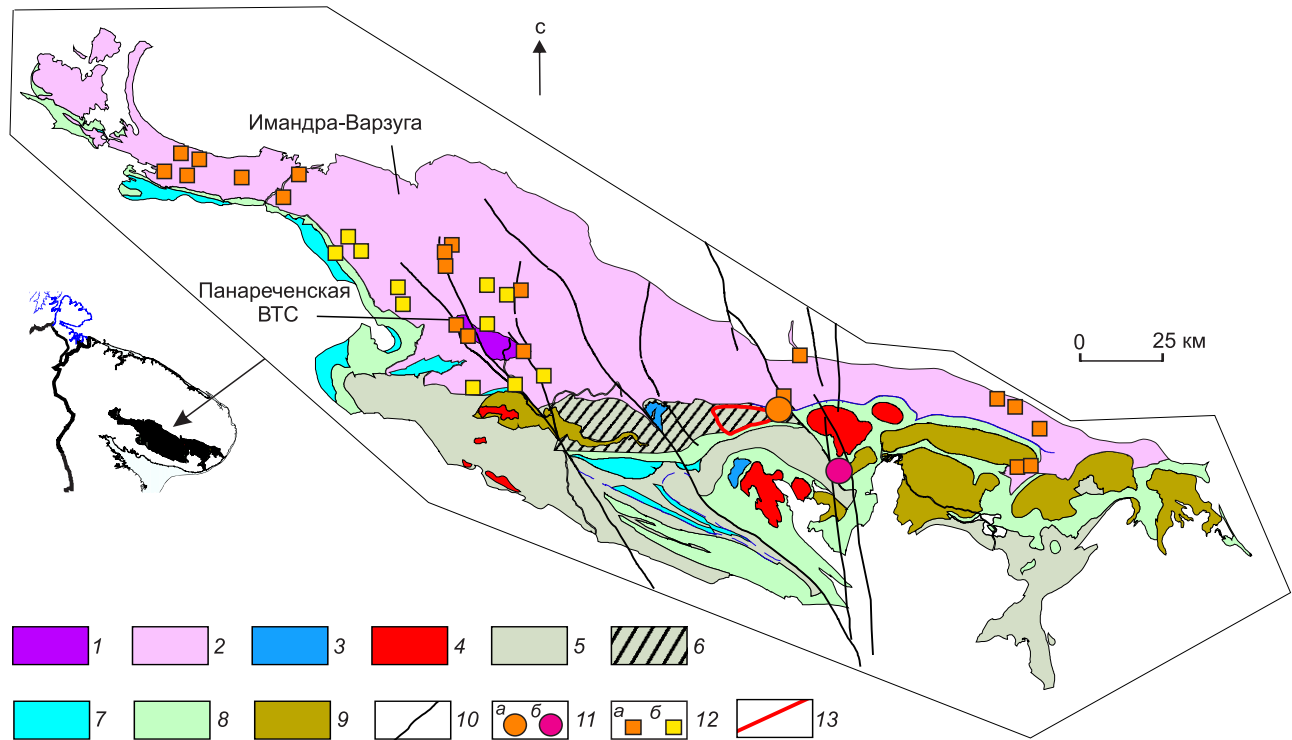 с
Имандра-Варзуга
Панареченская
ВТС
0 25 км
1 2 3 4 5 6
7 8 9 10 а б 11 а б 12 13